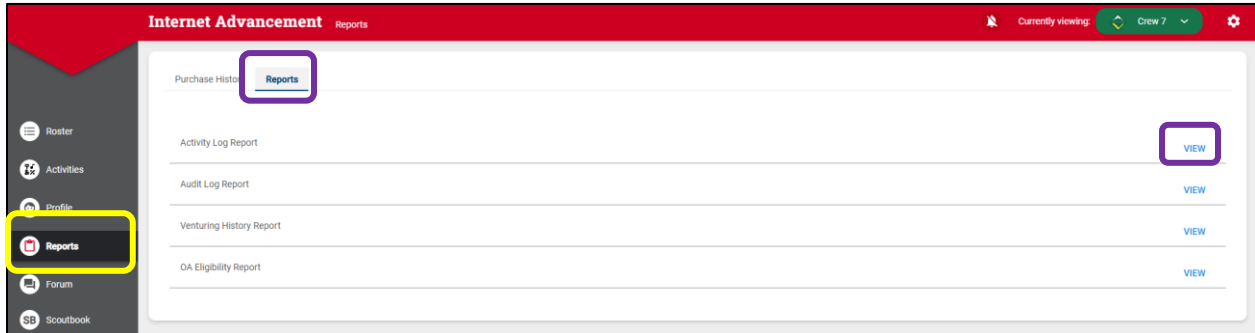 Internet Advancement Reports Currently viewing: Crew 7
Purchase History Reports
Roster
Activities
Profile
Reports
Forum
SB Scoutbook
Activity Log Report VIEW
Audit Log Report VIEW
Venturing History Report VIEW
OA Eligibility Report VIEW